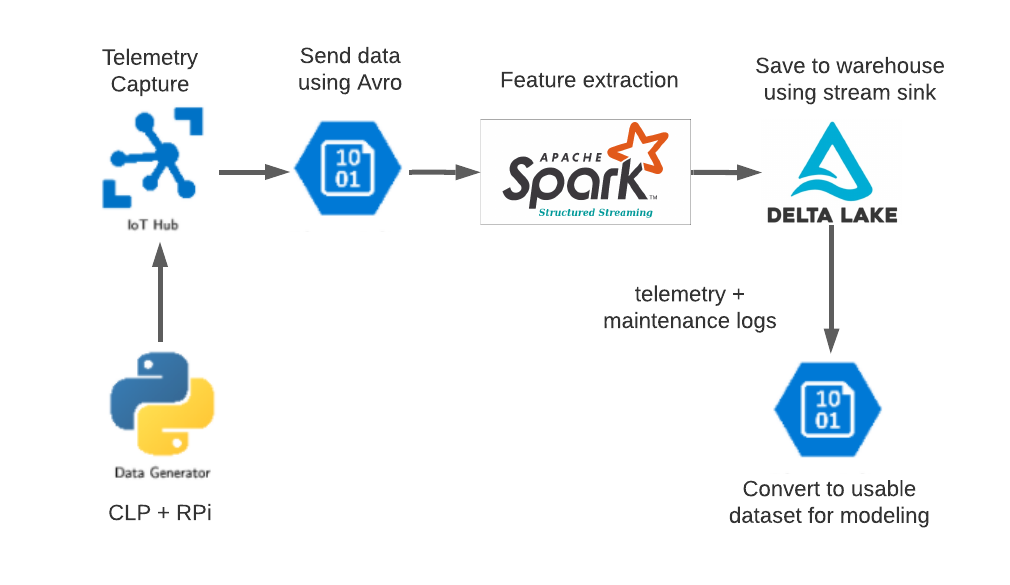 Telemetry
Capture
Send data
using Avro
Feature extraction
Save to warehouse
using stream sink
IoT Hub
10
01
APACHE
Spark™
Structured Streaming
DELTA LAKE
telemetry +
maintenance logs
Data Generator
CLP + RPi
10
01
Convert to usable
dataset for modeling